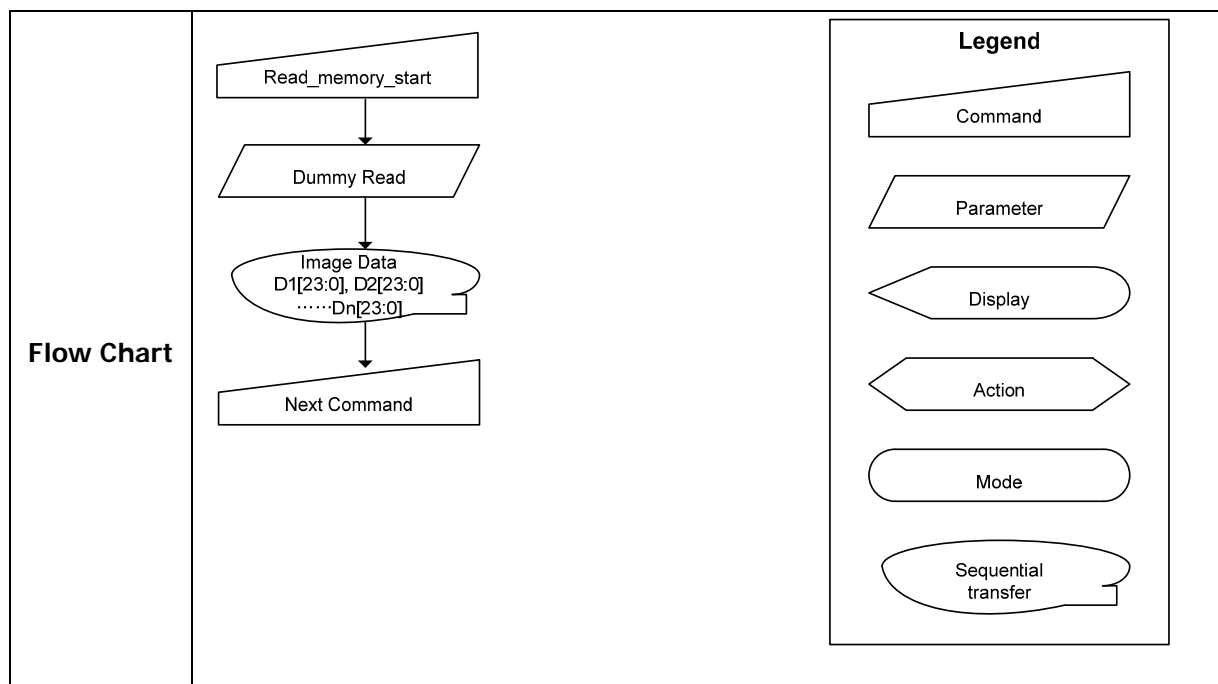 Flow Chart
Read_memory_start
Dummy Read
Image Data
D1[23:0], D2[23:0]
……Dn[23:0]
Next Command
Legend
Command
Parameter
Display
Action
Mode
Sequential
transfer